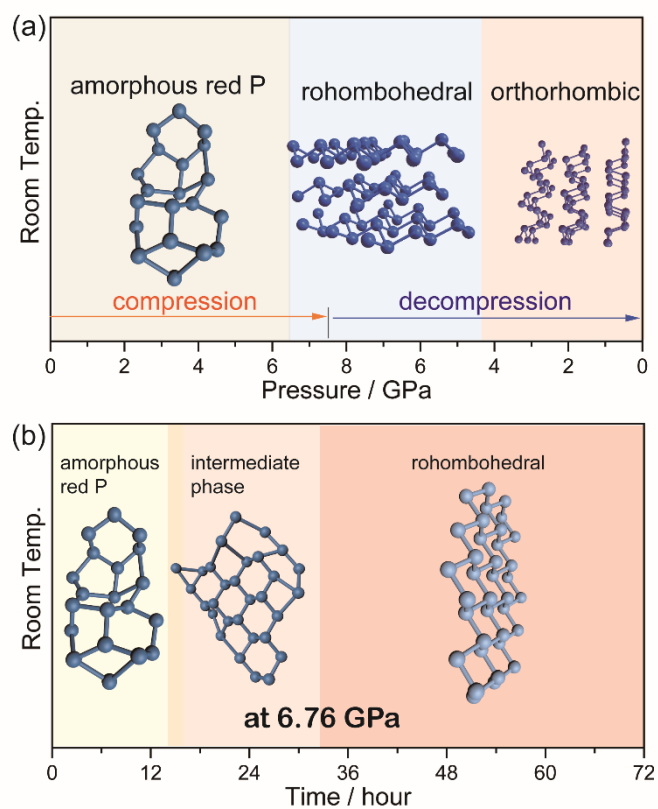 (a)
amorphous red P
rohombohedral
orthorhombic
Room Temp.
compression
decompression
0 2 4 6 8 6 4 2 0
Pressure / GPa
(b)
amorphous
red P
intermediate
phase
rohombohedral
Room Temp.
at 6.76 GPa
0 12 24 36 48 60 72
Time / hour